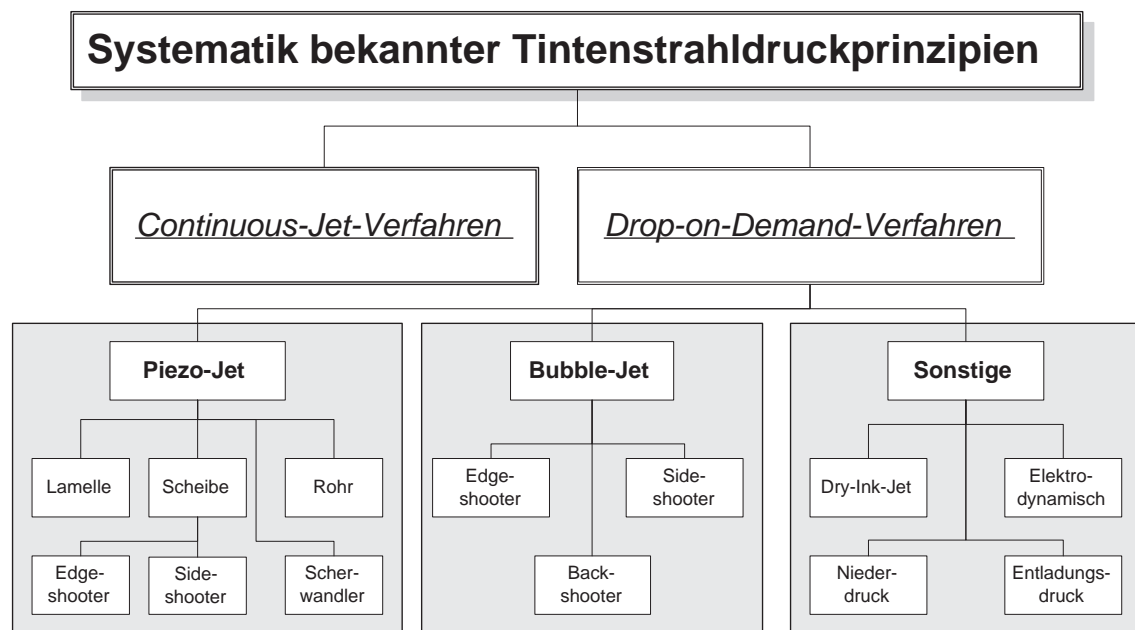 Systematik bekannter Tintenstrahldruckprinzipien
Continuous-Jet-Verfahren
Drop-on-Demand-Verfahren
Piezo-Jet
Bubble-Jet
Sonstige
Lamelle
Scheibe
Rohr
Edge-
shooter
Side-
shooter
Scher-
wandler
Edge-
shooter
Side-
shooter
Back-
shooter
Dry-Ink-Jet
Elektro-
dynamisch
Nieder-
druck
Entladungs-
druck